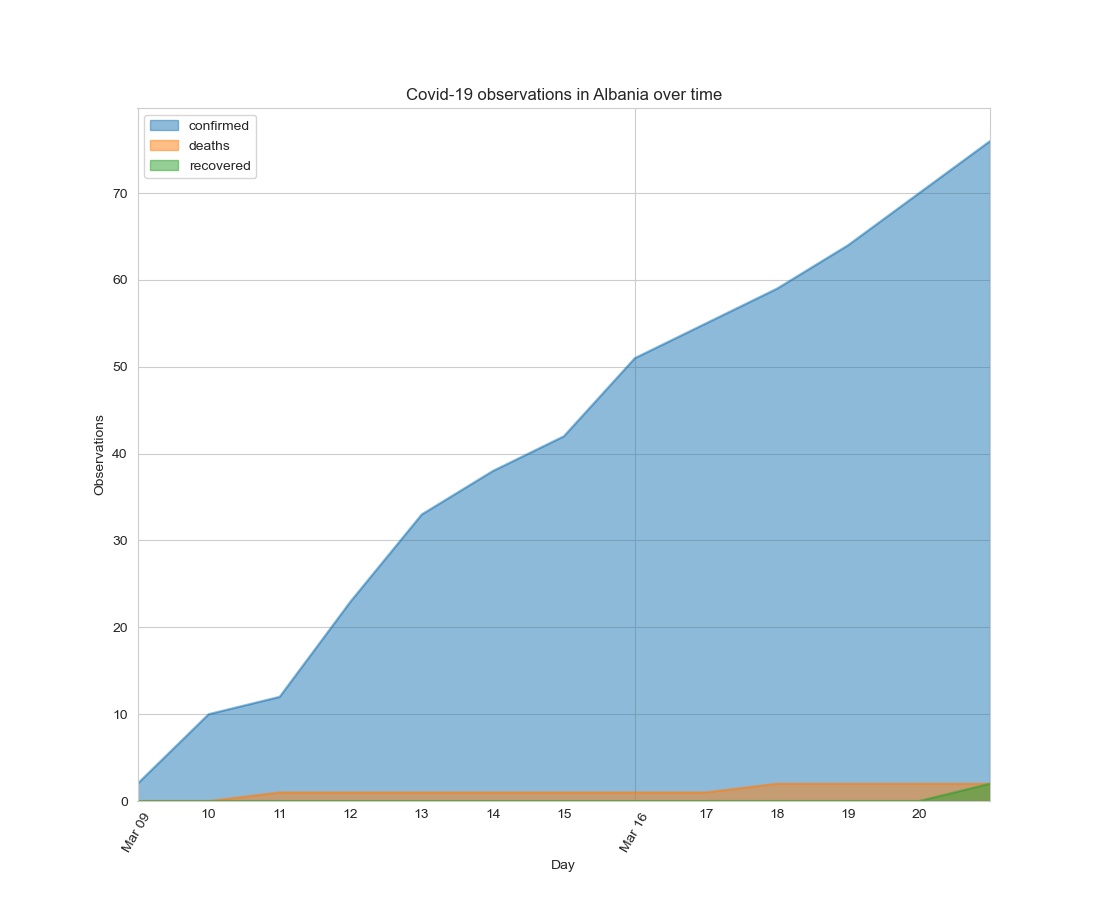 Covid-19 observations in Albania over time
confirmed
deaths
recovered
Observations
70
60
50
40
30
20
10
0
Mar 09 10 11 12 13 14 15 Mar 16 17 18 19 20
Day